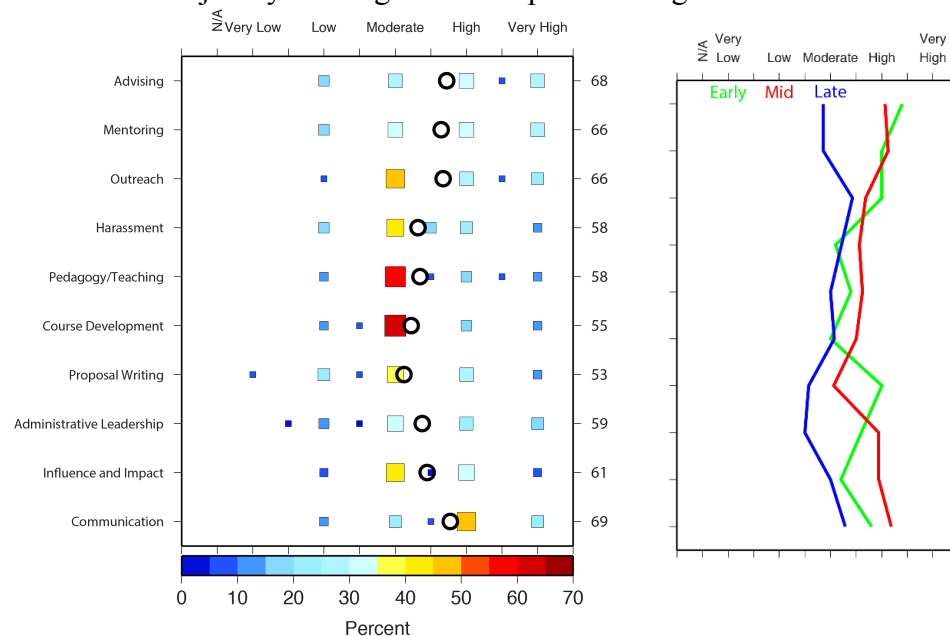 N/A Very Low Low Moderate High Very High
Advising 68
Mentoring 66
Outreach 66
Harassment 58
Pedagogy/Teaching 58
Course Development 55
Proposal Writing 53
Administrative Leadership 59
Influence and Impact 61
Communication 69
0 10 20 30 40 50 60 70
Percent
N/A Very Low Low Moderate High Very High
Early Mid Late